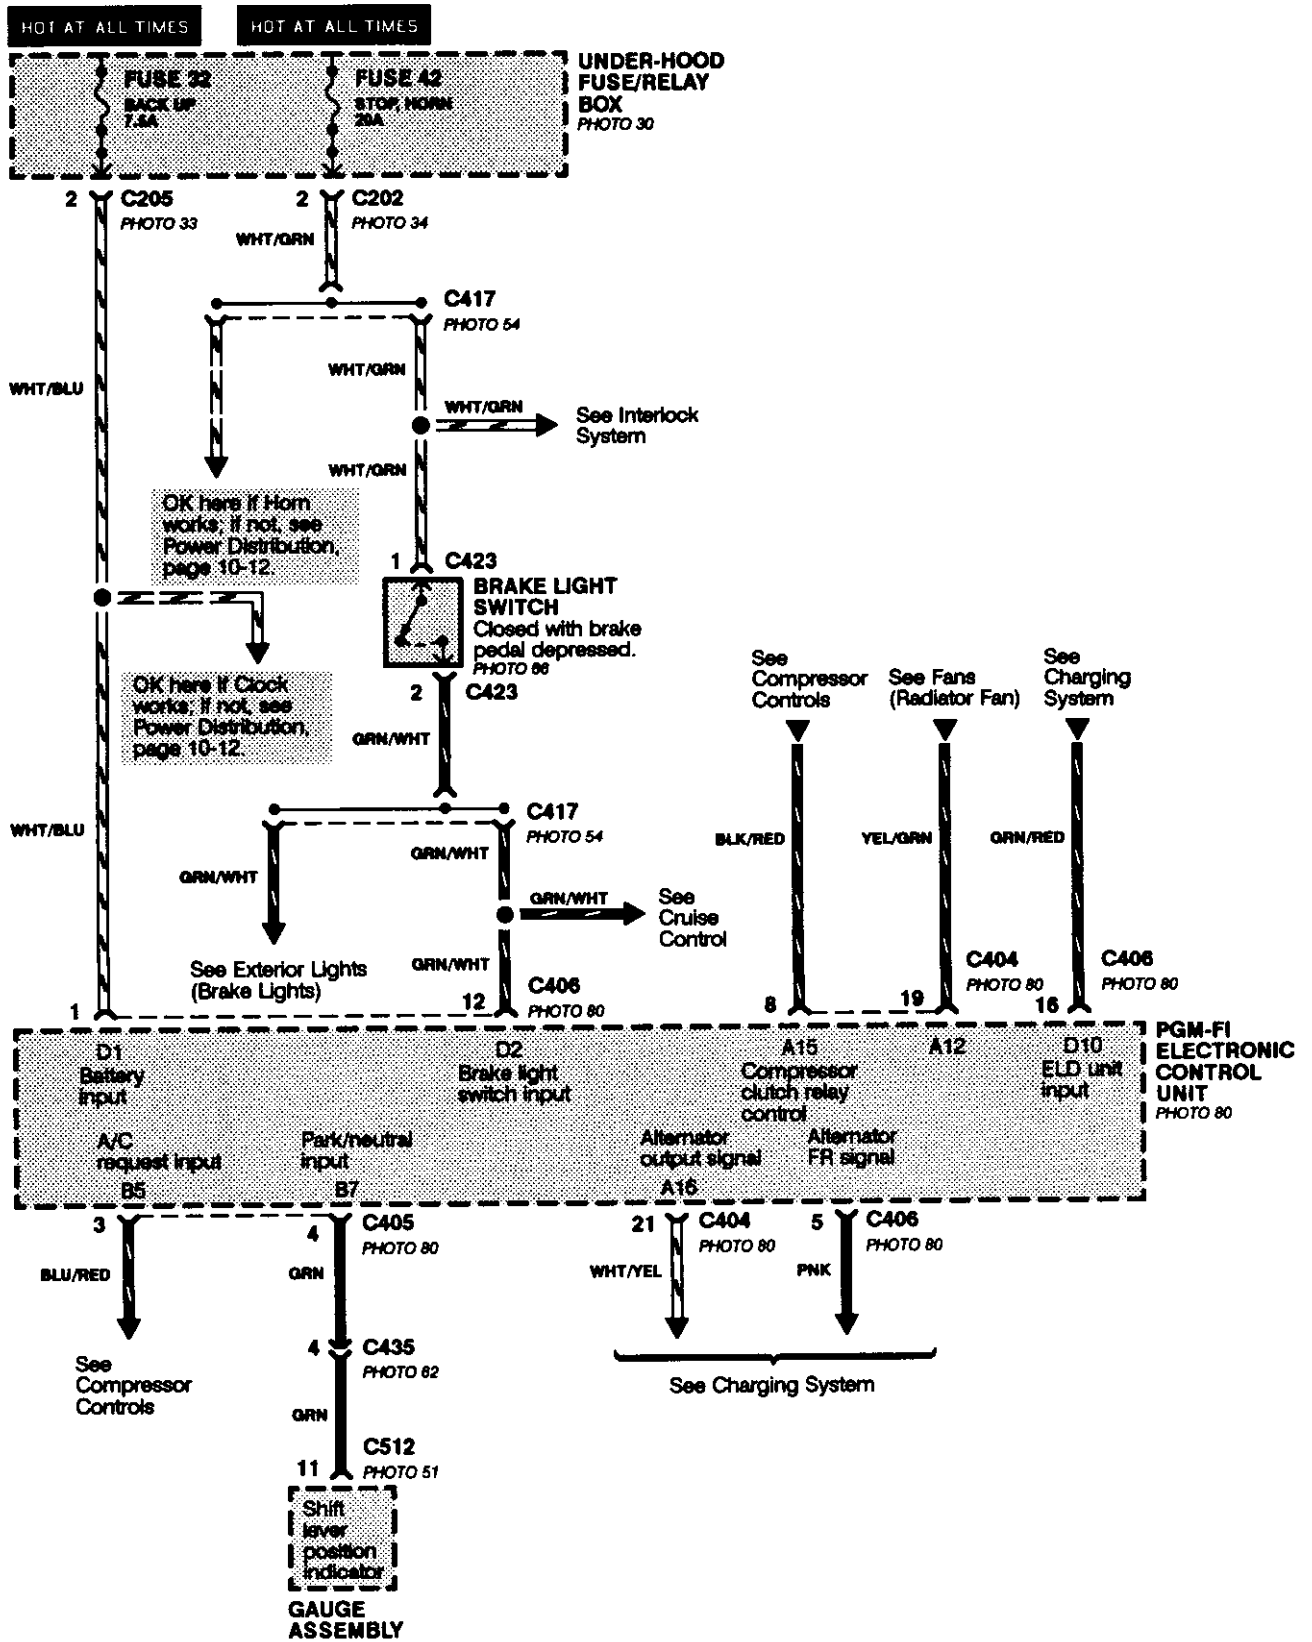 HOT AT ALL TIMES
HOT AT ALL TIMES
FUSE 32
BACK UP
7.5A
FUSE 42
STOP, HORN
20A
UNDER-HOOD
FUSE/RELAY
BOX
PHOTO 30
2
C205
PHOTO 33
2
C202
PHOTO 34
WHT/GRN
C417
PHOTO 54
WHT/BLU
WHT/GRN
WHT/GRN
See Interlock
System
WHT/GRN
OK here if Horn
works; if not, see
Power Distribution,
page 10-12.
1
C423
BRAKE LIGHT
SWITCH
Closed with brake
pedal depressed.
PHOTO 66
2
C423
OK here if Clock
works; if not, see
Power Distribution,
page 10-12.
GRN/WHT
See
Compressor
Controls
See Fans
(Radiator Fan)
See
Charging
System
WHT/BLU
C417
PHOTO 54
GRN/WHT
GRN/WHT
BLK/RED
YEL/GRN
GRN/RED
GRN/WHT
See
Cruise
Control
See Exterior Lights
(Brake Lights)
GRN/WHT
C406
PHOTO 80
C404
PHOTO 80
C406
PHOTO 80
1
12
8
19
16
PGM-FI
ELECTRONIC
CONTROL
UNIT
PHOTO 80
D1
Battery
input
D2
Brake light
switch input
A15
Compressor
clutch relay
control
A12
D10
ELD unit
input
A/C
request input
B5
Park/neutral
input
B7
Alternator
output signal
A16
Alternator
FR signal
3
4
C405
PHOTO 80
21
C404
PHOTO 80
5
C406
PHOTO 80
BLU/RED
GRN
WHT/YEL
PNK
See
Compressor
Controls
4
C435
PHOTO 62
See Charging System
GRN
11
C512
PHOTO 51
Shift
lever
position
indicator
GAUGE
ASSEMBLY